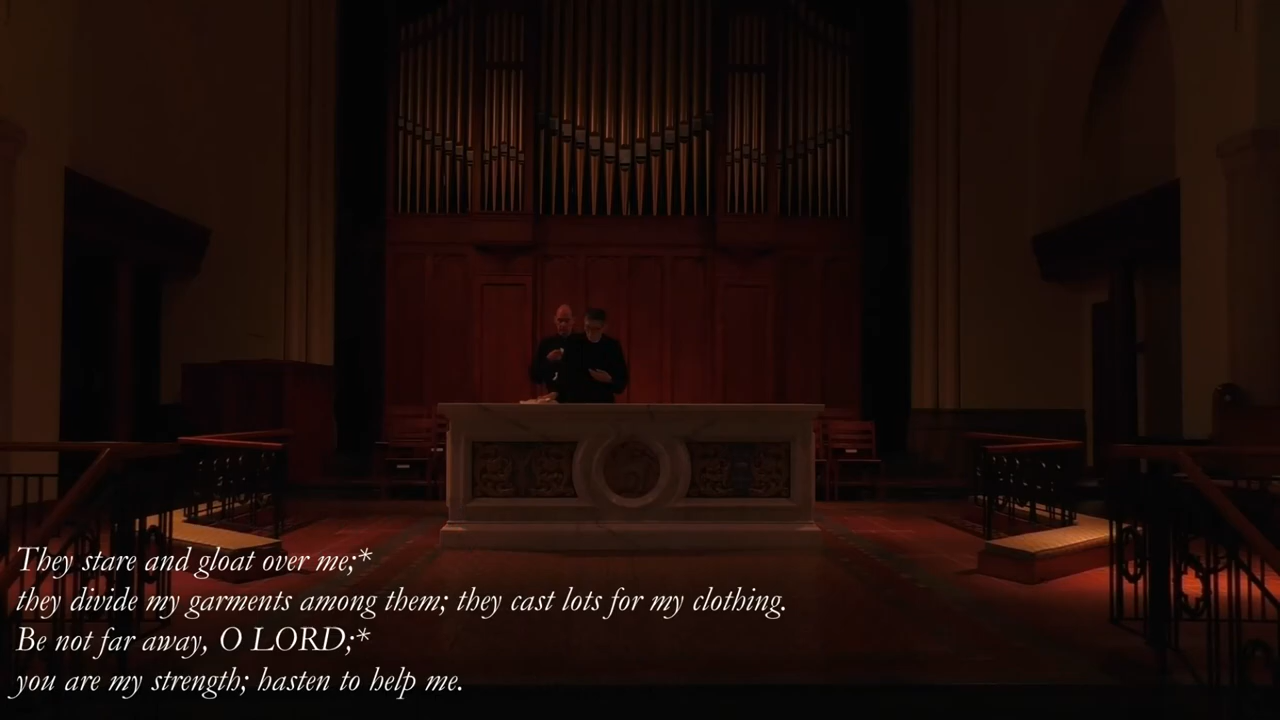 They stare and gloat over me;*
they divide my garments among them; they cast lots for my clothing.
Be not far away, O LORD;*
you are my strength; hasten to help me.